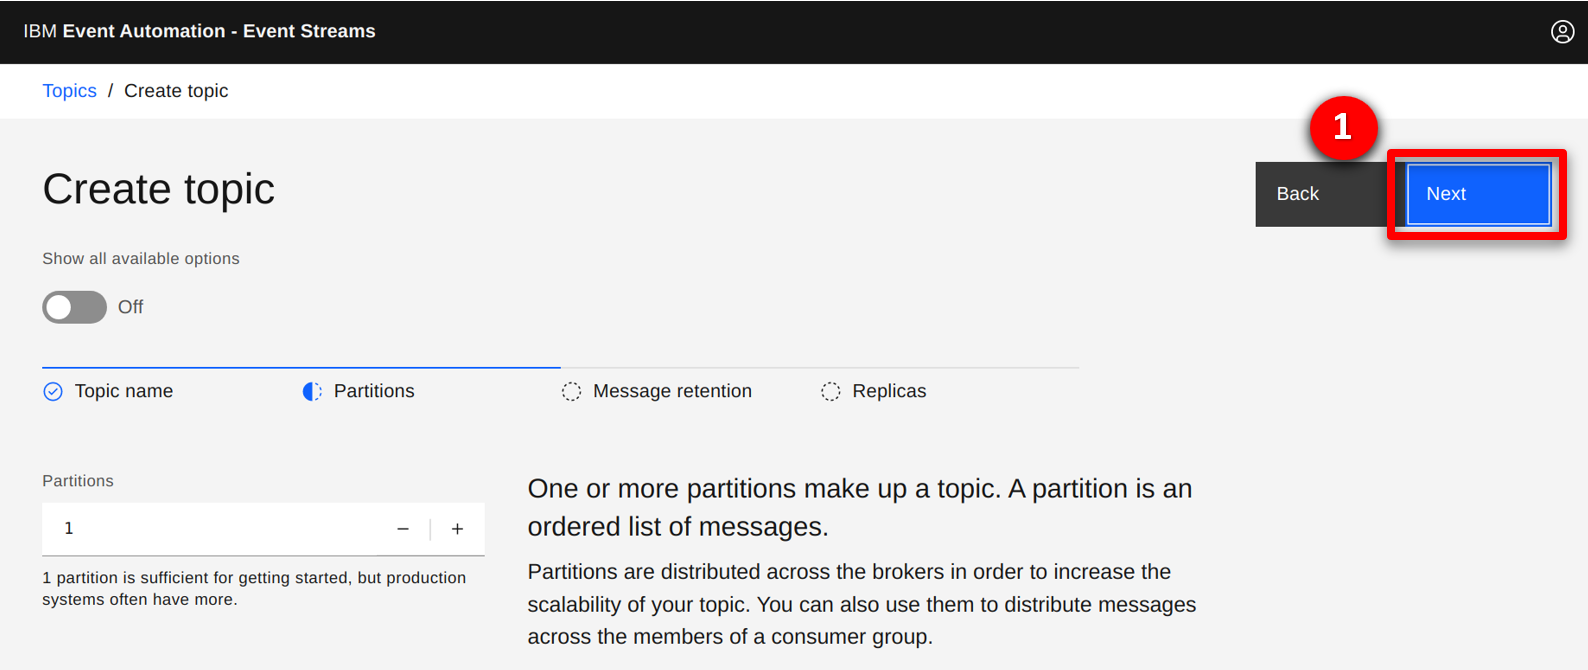 IBM Event Automation - Event Streams
Topics / Create topic
1
Create topic
Back
Next
Show all available options
Off
Topic name
Partitions
Message retention
Replicas
Partitions
1
1 partition is sufficient for getting started, but production
systems often have more.
One or more partitions make up a topic. A partition is an
ordered list of messages.
Partitions are distributed across the brokers in order to increase the
scalability of your topic. You can also use them to distribute messages
across the members of a consumer group.